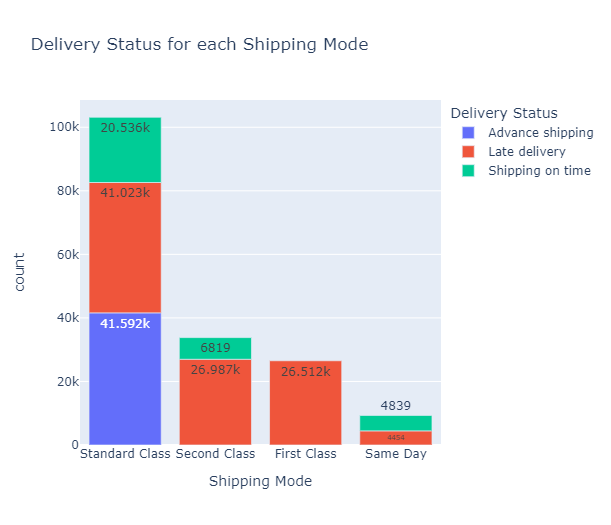 Delivery Status for each Shipping Mode
Delivery Status
Advance shipping
Late delivery
Shipping on time
count
100k
80k
60k
40k
20k
0
20.536k
41.023k
41.592k
6819
26.987k
26.512k
4839
4454
Standard Class
Second Class
First Class
Same Day
Shipping Mode